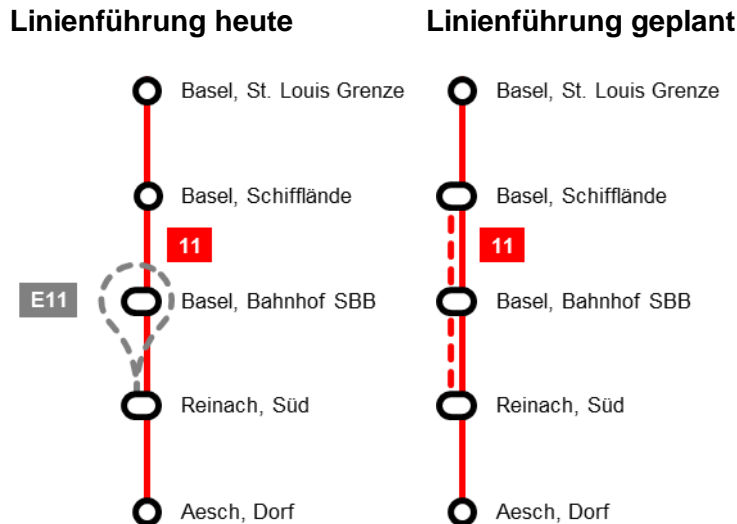 Linienführung heute
Basel, St. Louis Grenze
Basel, Schifflände
11
E11
Basel, Bahnhof SBB
Reinach, Süd
Aesch, Dorf
Linienführung geplant
Basel, St. Louis Grenze
Basel, Schifflände
11
Basel, Bahnhof SBB
Reinach, Süd
Aesch, Dorf